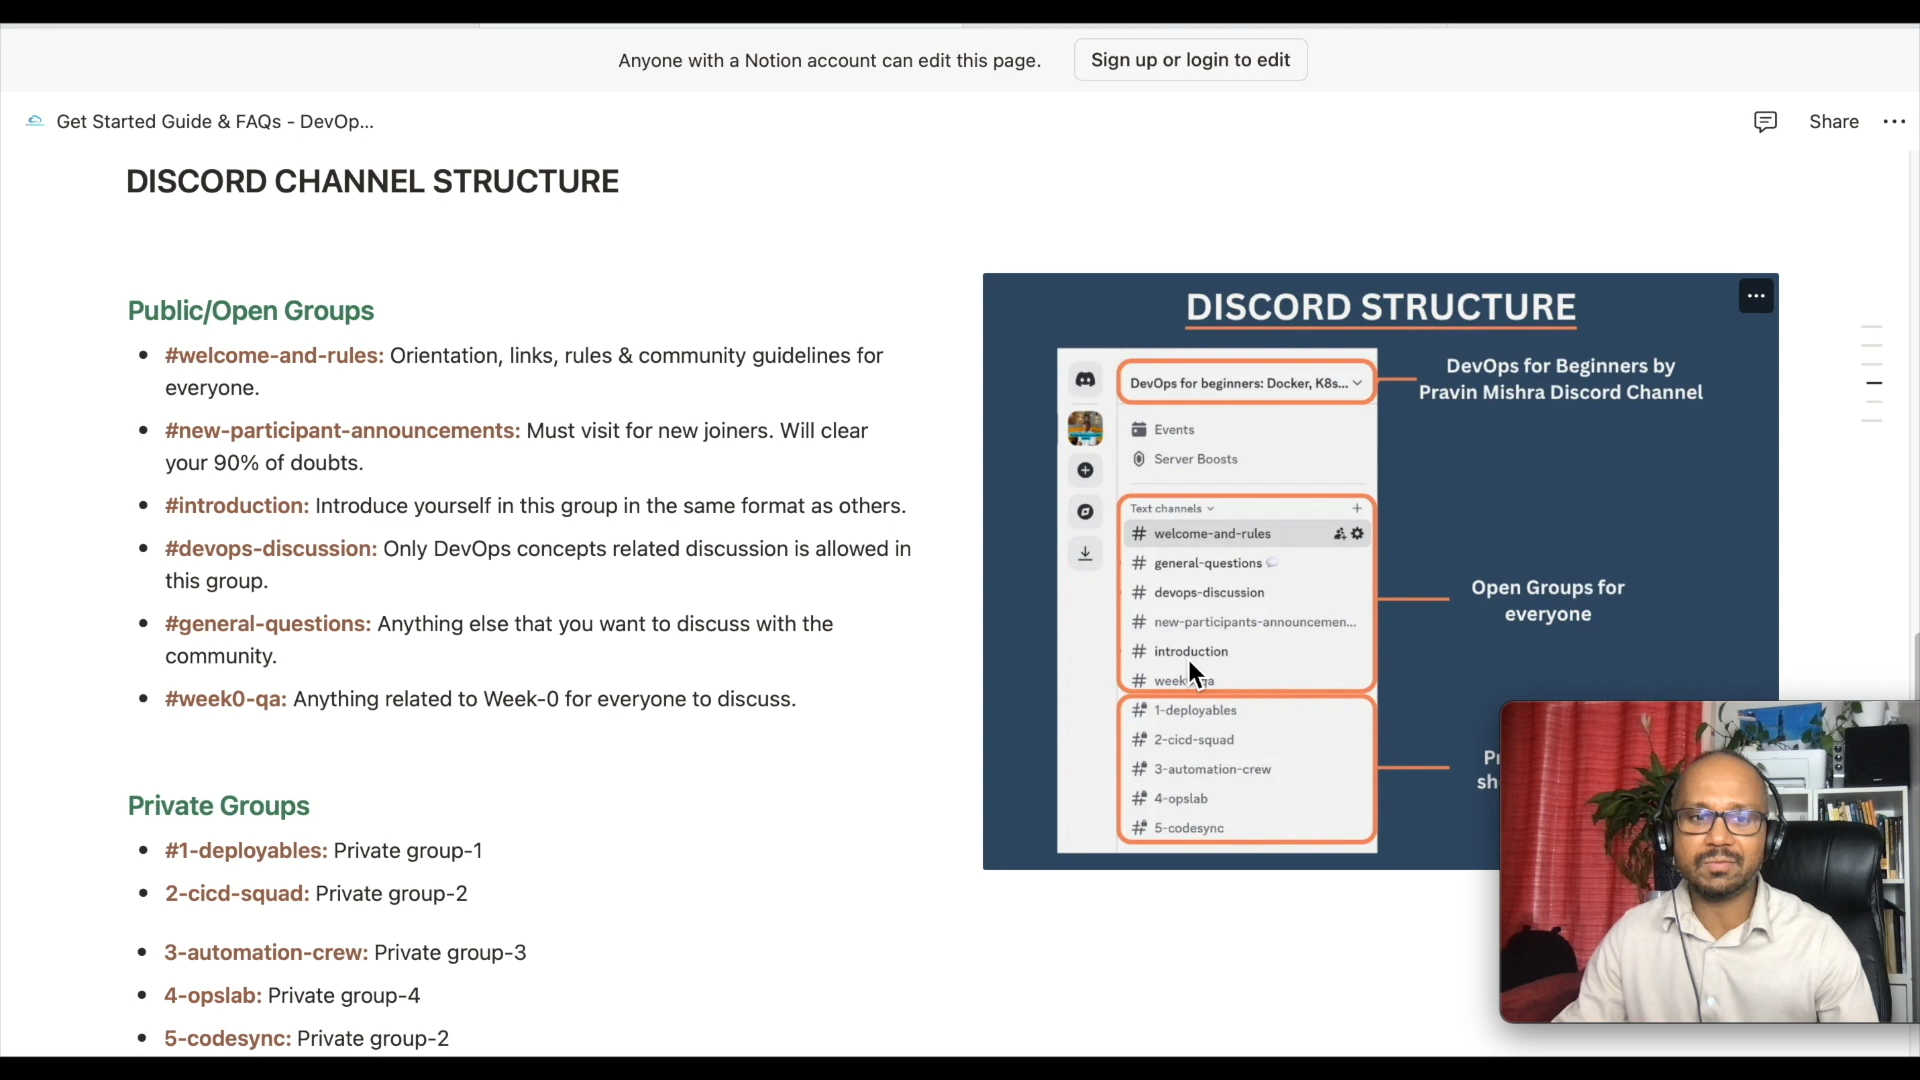 Anyone with a Notion account can edit this page.
Sign up or login to edit
Get Started Guide & FAQs - DevOp...
Share
DISCORD CHANNEL STRUCTURE
Public/Open Groups
#welcome-and-rules: Orientation, links, rules & community guidelines for
everyone.
#new-participant-announcements: Must visit for new joiners. Will clear
your 90% of doubts.
#introduction: Introduce yourself in this group in the same format as others.
#devops-discussion: Only DevOps concepts related discussion is allowed in
this group.
#general-questions: Anything else that you want to discuss with the
community.
#week0-qa: Anything related to Week-0 for everyone to discuss.
Private Groups
#1-deployables: Private group-1
2-cicd-squad: Private group-2
3-automation-crew: Private group-3
4-opslab: Private group-4
5-codesync: Private group-2
DISCORD STRUCTURE
DevOps for beginners: Docker, K8s...
Events
Server Boosts
Text channels
# welcome-and-rules
# general-questions
# devops-discussion
# new-participants-announcemen...
# introduction
#
# 1-deployables
# 2-cicd-squad
# 3-automation-crew
# 4-opslab
# 5-codesync
DevOps for Beginners by
Pravin Mishra Discord Channel
Open Groups for
everyone